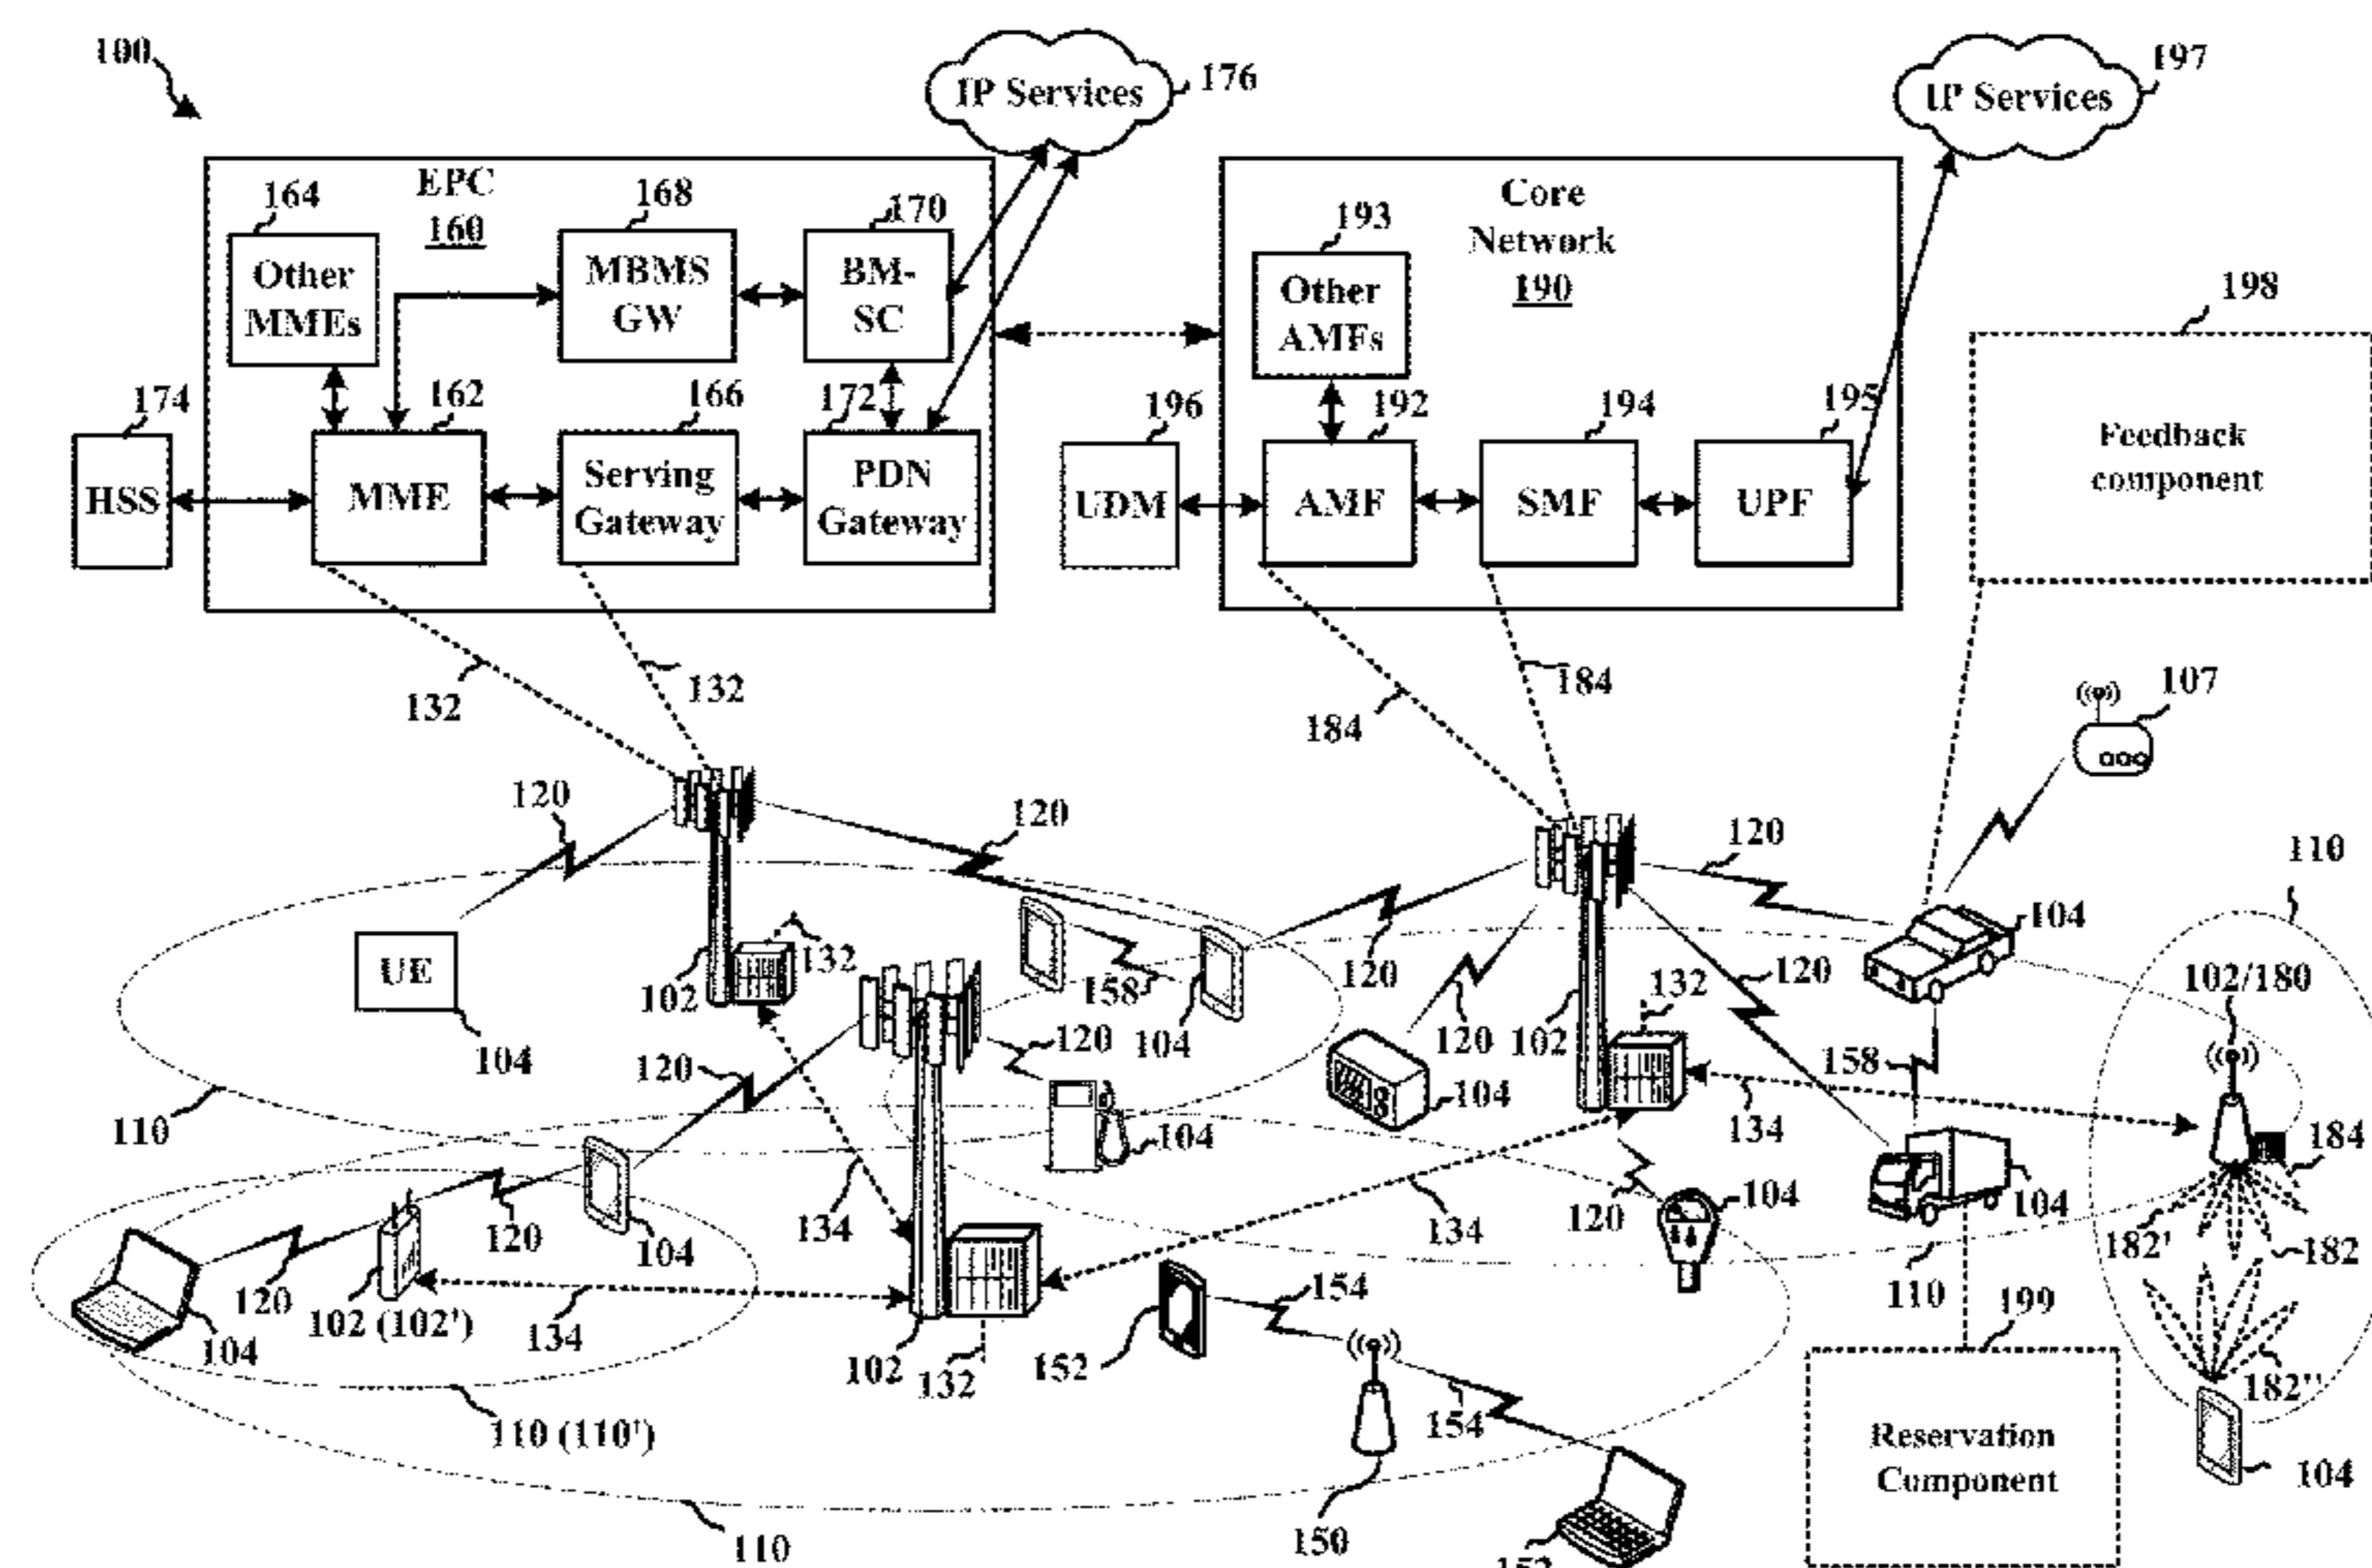 100
IP Services
176
IP Services
197
EPC
160
164
168
170
Other
MMEs
MBMS
GW
BM-
SC
Core
Network
190
193
Other
AMFs
198
Feedback
component
174
162
166
172
196
192
194
195
HSS
MME
Serving
Gateway
PDN
Gateway
UDM
AMF
SMF
UPF
132
132
184
184
107
120
120
120
110
UE
104
102
132
158
104
120
120
102
132
120
104
102/180
120
120
104
104
158
134
104
184
110
104
134
134
120
104
182'
182
120
102 (102')
120
104
134
104
102
132
152
154
154
110
199
182''
110 (110')
150
Reservation
Component
104
110
152